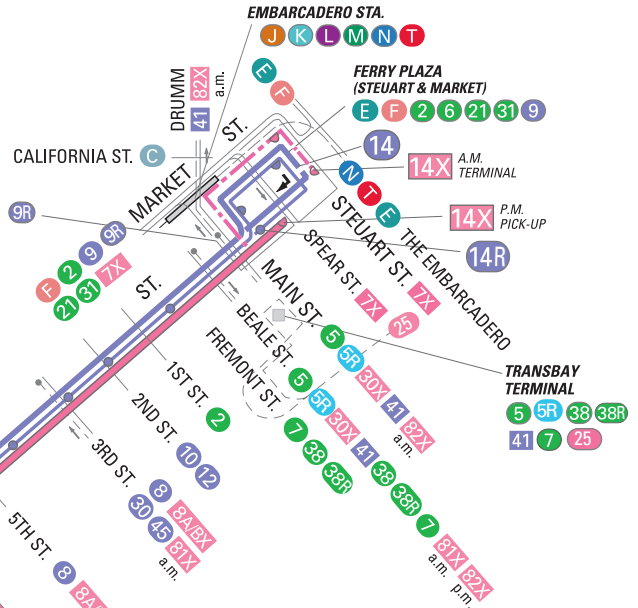 EMBARCADERO STA.
J K L M N T
DRUMM
41 82X
a.m.
E F
FERRY PLAZA
(STEUART & MARKET)
E F 2 6 21 31 9
ST.
14
14X A.M.
TERMINAL
CALIFORNIA ST. C
MARKET
N T E
14X P.M.
PICK-UP
14R
9R
F 2 9 9R
21 31 7X
ST.
THE EMBARCADERO
STEUART ST. 7X
SPEAR ST. 7X 25
MAIN ST. 5 5R 30X 41 82X
a.m.
BEALE ST. 5 5R 30X 41 38 38R 7 81X 82X
a.m. p.m.
FREMONT ST. 7 38 38R
TRANSBAY
TERMINAL
5 5R 38 38R
41 7 25
1ST ST. 2
2ND ST. 10 12
3RD ST. 8 8A/BX
30 45 81X
a.m.
5TH ST. 8